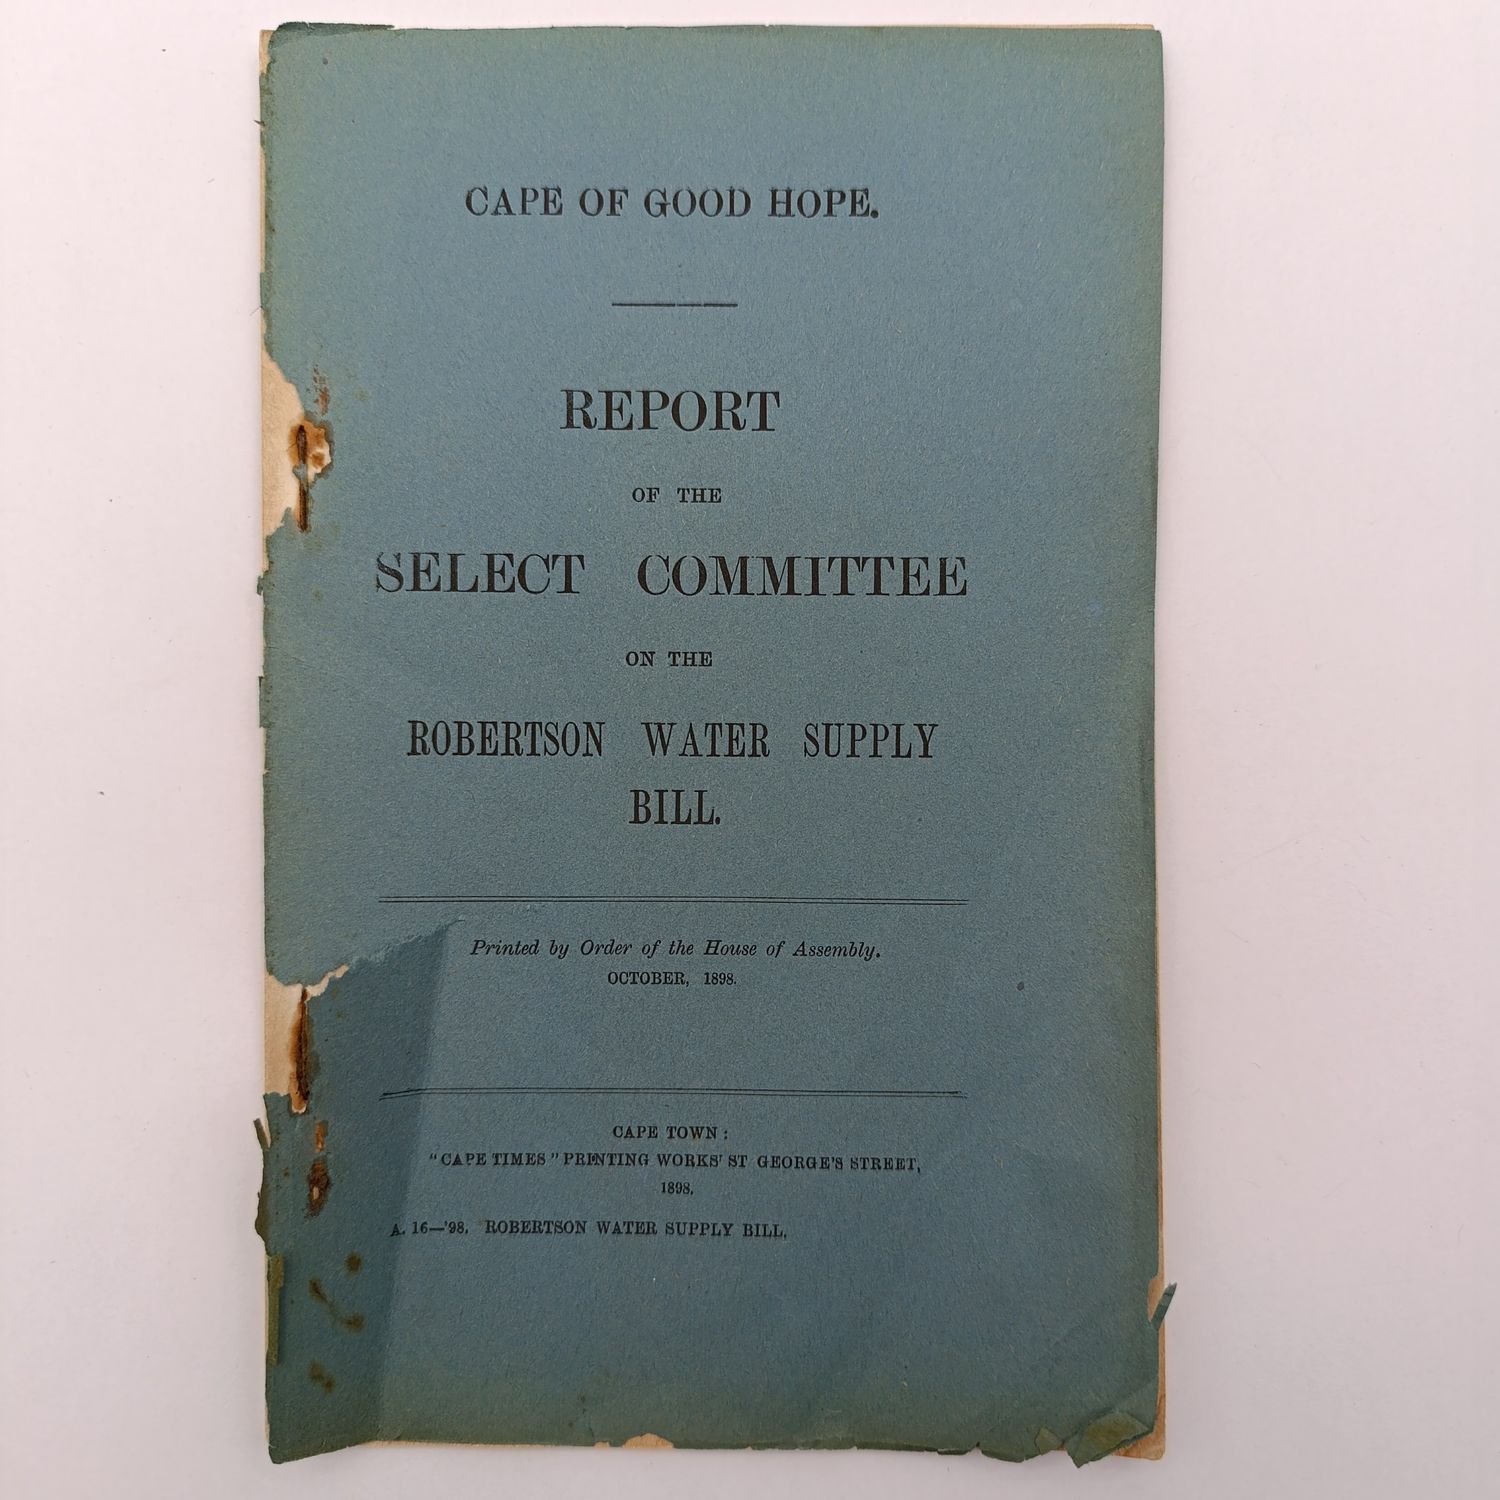 CAPE OF GOOD HOPE.
REPORT
OF THE
SELECT COMMITTEE
ON THE
ROBERTSON WATER SUPPLY
BILL.
Printed by Order of the House of Assembly.
OCTOBER, 1898.
CAPE TOWN:
"CAPE TIMES" PRINTING WORKS' ST GEORGE'S STREET,
1898.
A. 16—'98. ROBERTSON WATER SUPPLY BILL.